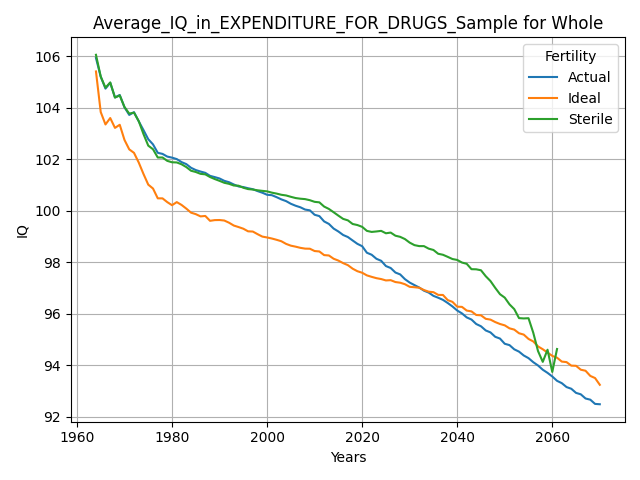 Average_IQ_in_EXPENDITURE_FOR_DRUGS_Sample for Whole
Fertility
Actual
Ideal
Sterile
IQ
106
104
102
100
98
96
94
92
1960 1980 2000 2020 2040 2060
Years